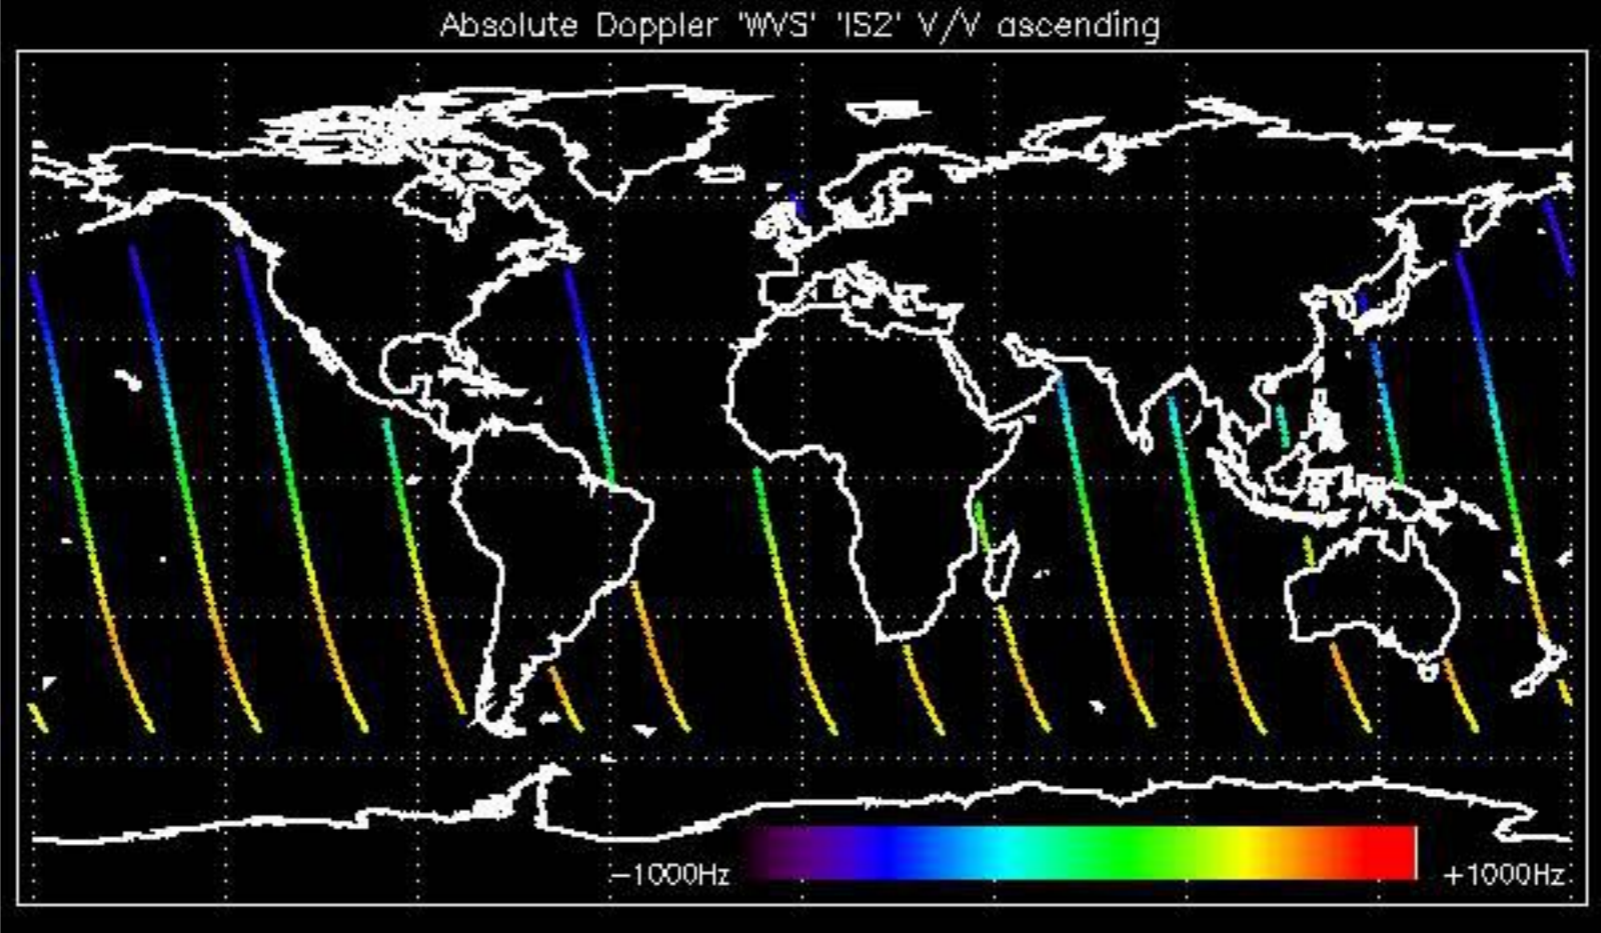 Absolute Doppler 'WVS' 'IS2' V/V ascending
-1000Hz +1000Hz